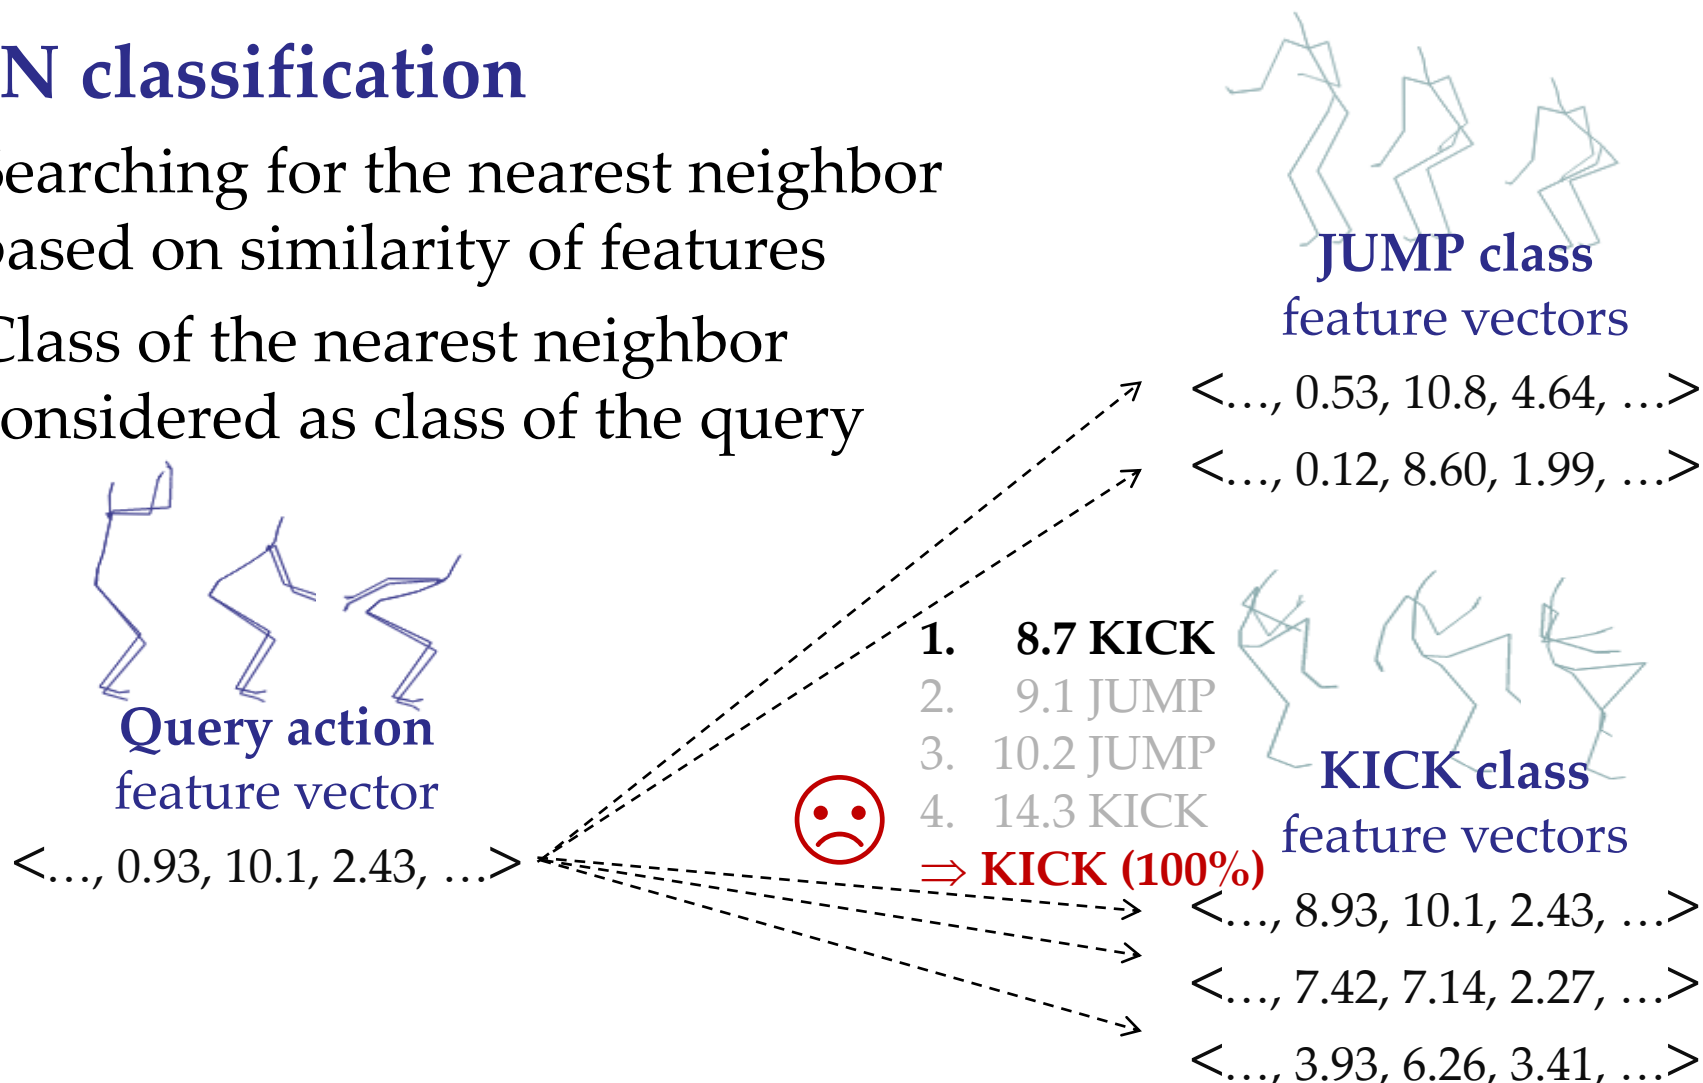 N classification
Searching for the nearest neighbor
based on similarity of features
Class of the nearest neighbor
onsidered as class of the query
JUMP class
feature vectors
<…, 0.53, 10.8, 4.64, …>
<…, 0.12, 8.60, 1.99, …>
Query action
feature vector
<…, 0.93, 10.1, 2.43, …>
1. 8.7 KICK
2. 9.1 JUMP
3. 10.2 JUMP
4. 14.3 KICK
⇒ KICK (100%)
KICK class
feature vectors
<…, 8.93, 10.1, 2.43, …>
<…, 7.42, 7.14, 2.27, …>
<…, 3.93, 6.26, 3.41, …>